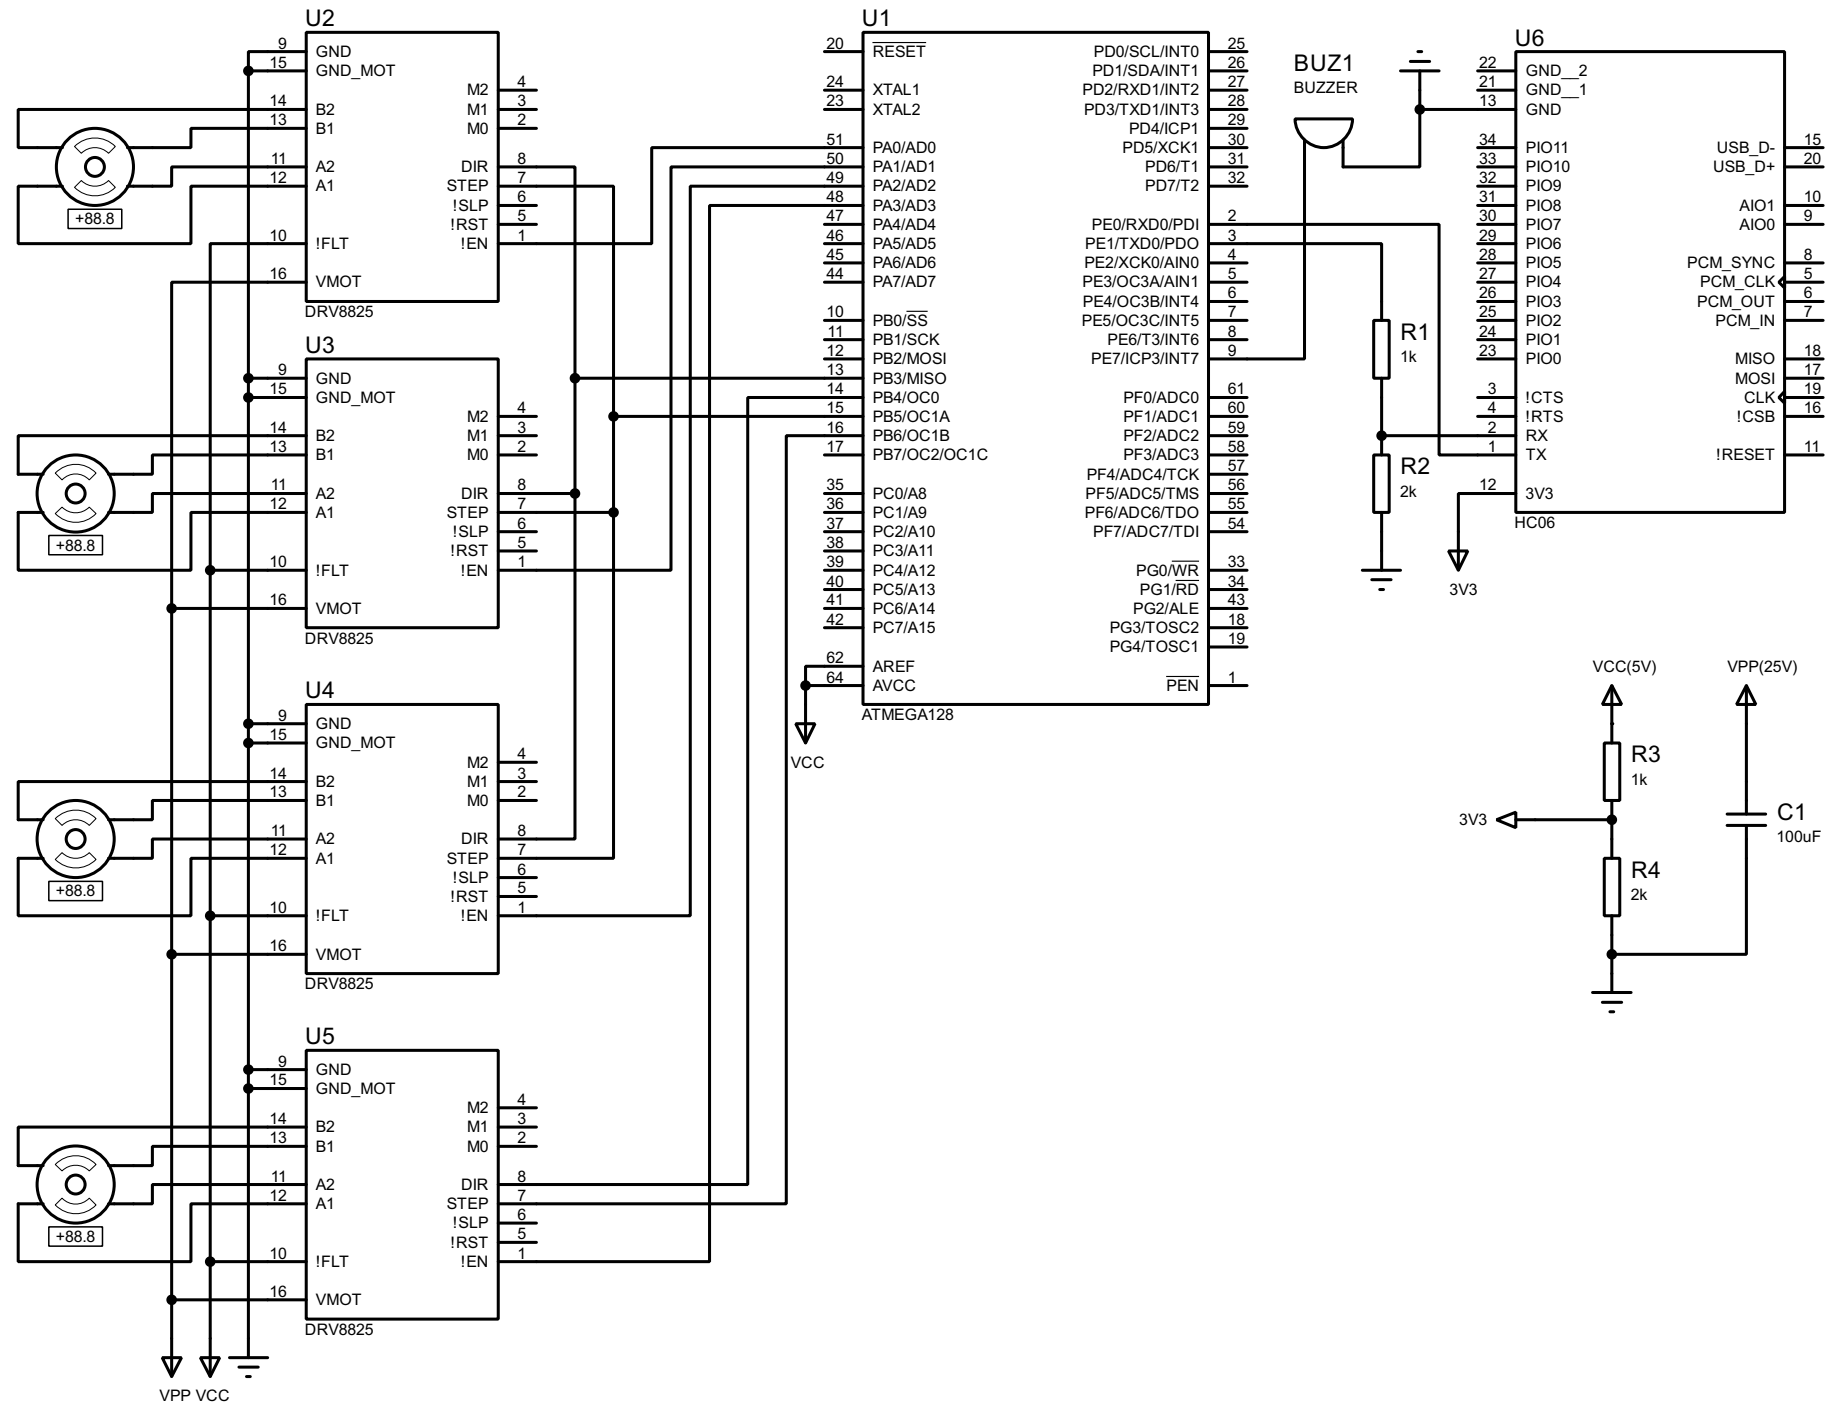 U2
9 GND
15 GND_MOT
M2 4
14 B2
M1 3
13 B1
M0 2
11 A2
DIR 8
12 A1
STEP 7
!SLP 6
!RST 5
10 !FLT
!EN 1
16 VMOT
DRV8825
+88.8
U3
9 GND
15 GND_MOT
M2 4
14 B2
M1 3
13 B1
M0 2
11 A2
DIR 8
12 A1
STEP 7
!SLP 6
!RST 5
10 !FLT
!EN 1
16 VMOT
DRV8825
+88.8
U4
9 GND
15 GND_MOT
M2 4
14 B2
M1 3
13 B1
M0 2
11 A2
DIR 8
12 A1
STEP 7
!SLP 6
!RST 5
10 !FLT
!EN 1
16 VMOT
DRV8825
+88.8
U5
9 GND
15 GND_MOT
M2 4
14 B2
M1 3
13 B1
M0 2
11 A2
DIR 8
12 A1
STEP 7
!SLP 6
!RST 5
10 !FLT
!EN 1
16 VMOT
DRV8825
+88.8
VPP VCC
U1
20 RESET
24 XTAL1
23 XTAL2
51 PA0/AD0
50 PA1/AD1
49 PA2/AD2
48 PA3/AD3
47 PA4/AD4
46 PA5/AD5
45 PA6/AD6
44 PA7/AD7
10 PB0/SS
11 PB1/SCK
12 PB2/MOSI
13 PB3/MISO
14 PB4/OC0
15 PB5/OC1A
16 PB6/OC1B
17 PB7/OC2/OC1C
35 PC0/A8
36 PC1/A9
37 PC2/A10
38 PC3/A11
39 PC4/A12
40 PC5/A13
41 PC6/A14
42 PC7/A15
62 AREF
64 AVCC
PD0/SCL/INT0 25
PD1/SDA/INT1 26
PD2/RXD1/INT2 27
PD3/TXD1/INT3 28
PD4/ICP1 29
PD5/XCK1 30
PD6/T1 31
PD7/T2 32
PE0/RXD0/PDI 2
PE1/TXD0/PDO 3
PE2/XCK0/AIN0 4
PE3/OC3A/AIN1 5
PE4/OC3B/INT4 6
PE5/OC3C/INT5 7
PE6/T3/INT6 8
PE7/ICP3/INT7 9
PF0/ADC0 61
PF1/ADC1 60
PF2/ADC2 59
PF3/ADC3 58
PF4/ADC4/TCK 57
PF5/ADC5/TMS 56
PF6/ADC6/TDO 55
PF7/ADC7/TDI 54
PG0/WR 33
PG1/RD 34
PG2/ALE 43
PG3/TOSC2 18
PG4/TOSC1 19
PEN 1
ATMEGA128
VCC
BUZ1
BUZZER
R1
1k
R2
2k
U6
22 GND__2
21 GND__1
13 GND
34 PIO11
33 PIO10
32 PIO9
31 PIO8
30 PIO7
29 PIO6
28 PIO5
27 PIO4
26 PIO3
25 PIO2
24 PIO1
23 PIO0
3 !CTS
4 !RTS
2 RX
1 TX
12 3V3
USB_D- 15
USB_D+ 20
AIO1 10
AIO0 9
PCM_SYNC 8
PCM_CLK 5
PCM_OUT 6
PCM_IN 7
MISO 18
MOSI 17
CLK 19
!CSB 16
!RESET 11
HC06
3V3
VCC(5V)
VPP(25V)
R3
1k
3V3
C1
100uF
R4
2k